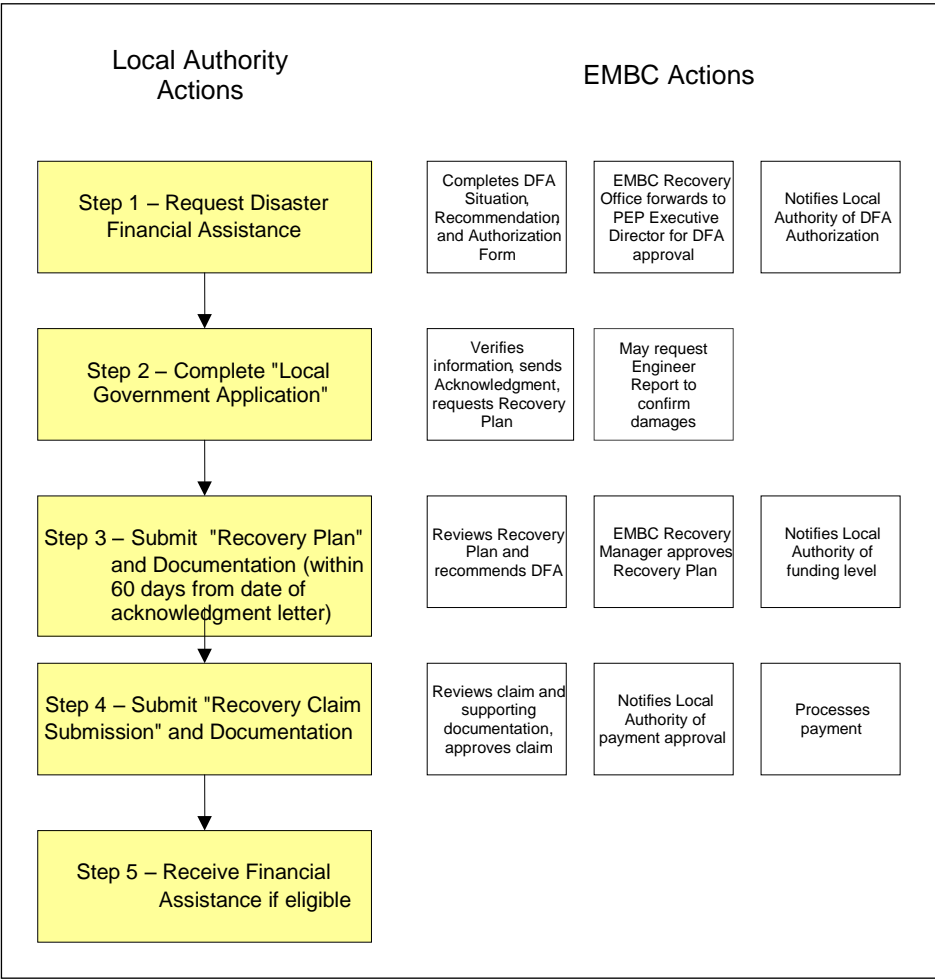 Local Authority
Actions
EMBC Actions
Step 1 – Request Disaster
Financial Assistance
Completes DFA
Situation,
Recommendation,
and Authorization
Form
EMBC Recovery
Office forwards to
PEP Executive
Director for DFA
approval
Notifies Local
Authority of DFA
Authorization
Step 2 – Complete "Local
Government Application"
Verifies
information, sends
Acknowledgment,
requests Recovery
Plan
May request
Engineer
Report to
confirm
damages
Step 3 – Submit "Recovery Plan"
and Documentation (within
60 days from date of
acknowledgment letter)
Reviews Recovery
Plan and
recommends DFA
EMBC Recovery
Manager approves
Recovery Plan
Notifies Local
Authority of
funding level
Step 4 – Submit "Recovery Claim
Submission" and Documentation
Reviews claim and
supporting
documentation,
approves claim
Notifies Local
Authority of
payment approval
Processes
payment
Step 5 – Receive Financial
Assistance if eligible